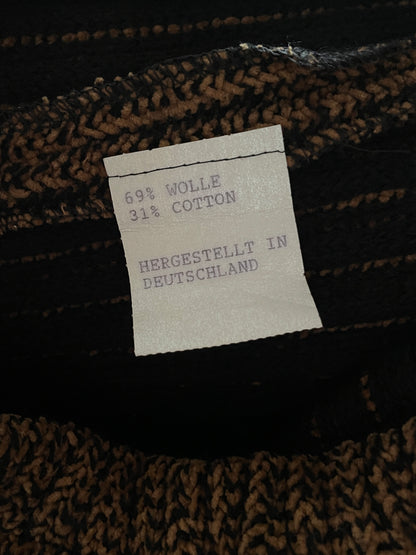 69% WOLLE
31% COTTON
HERGESTELLT IN
DEUTSCHLAND